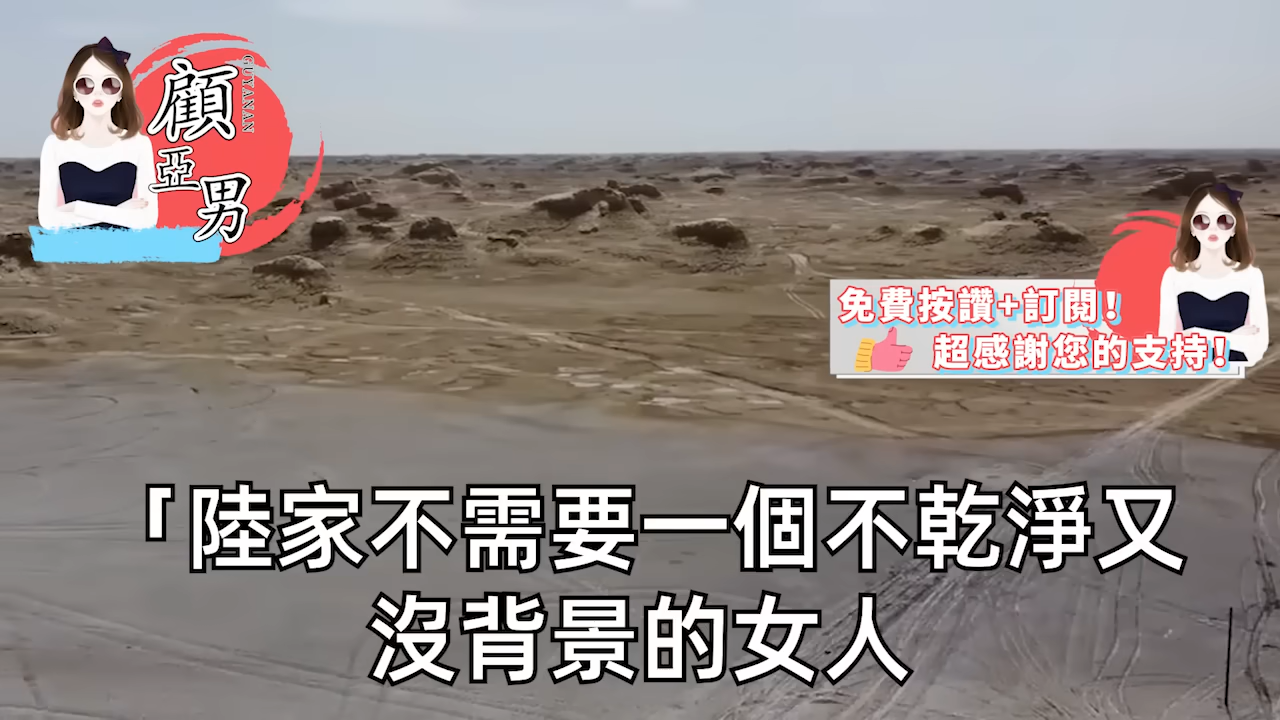 顧亞男
GUYANAN
免費按讚+訂閱！
超感謝您的支持！
「陸家不需要一個不乾淨又
沒背景的女人